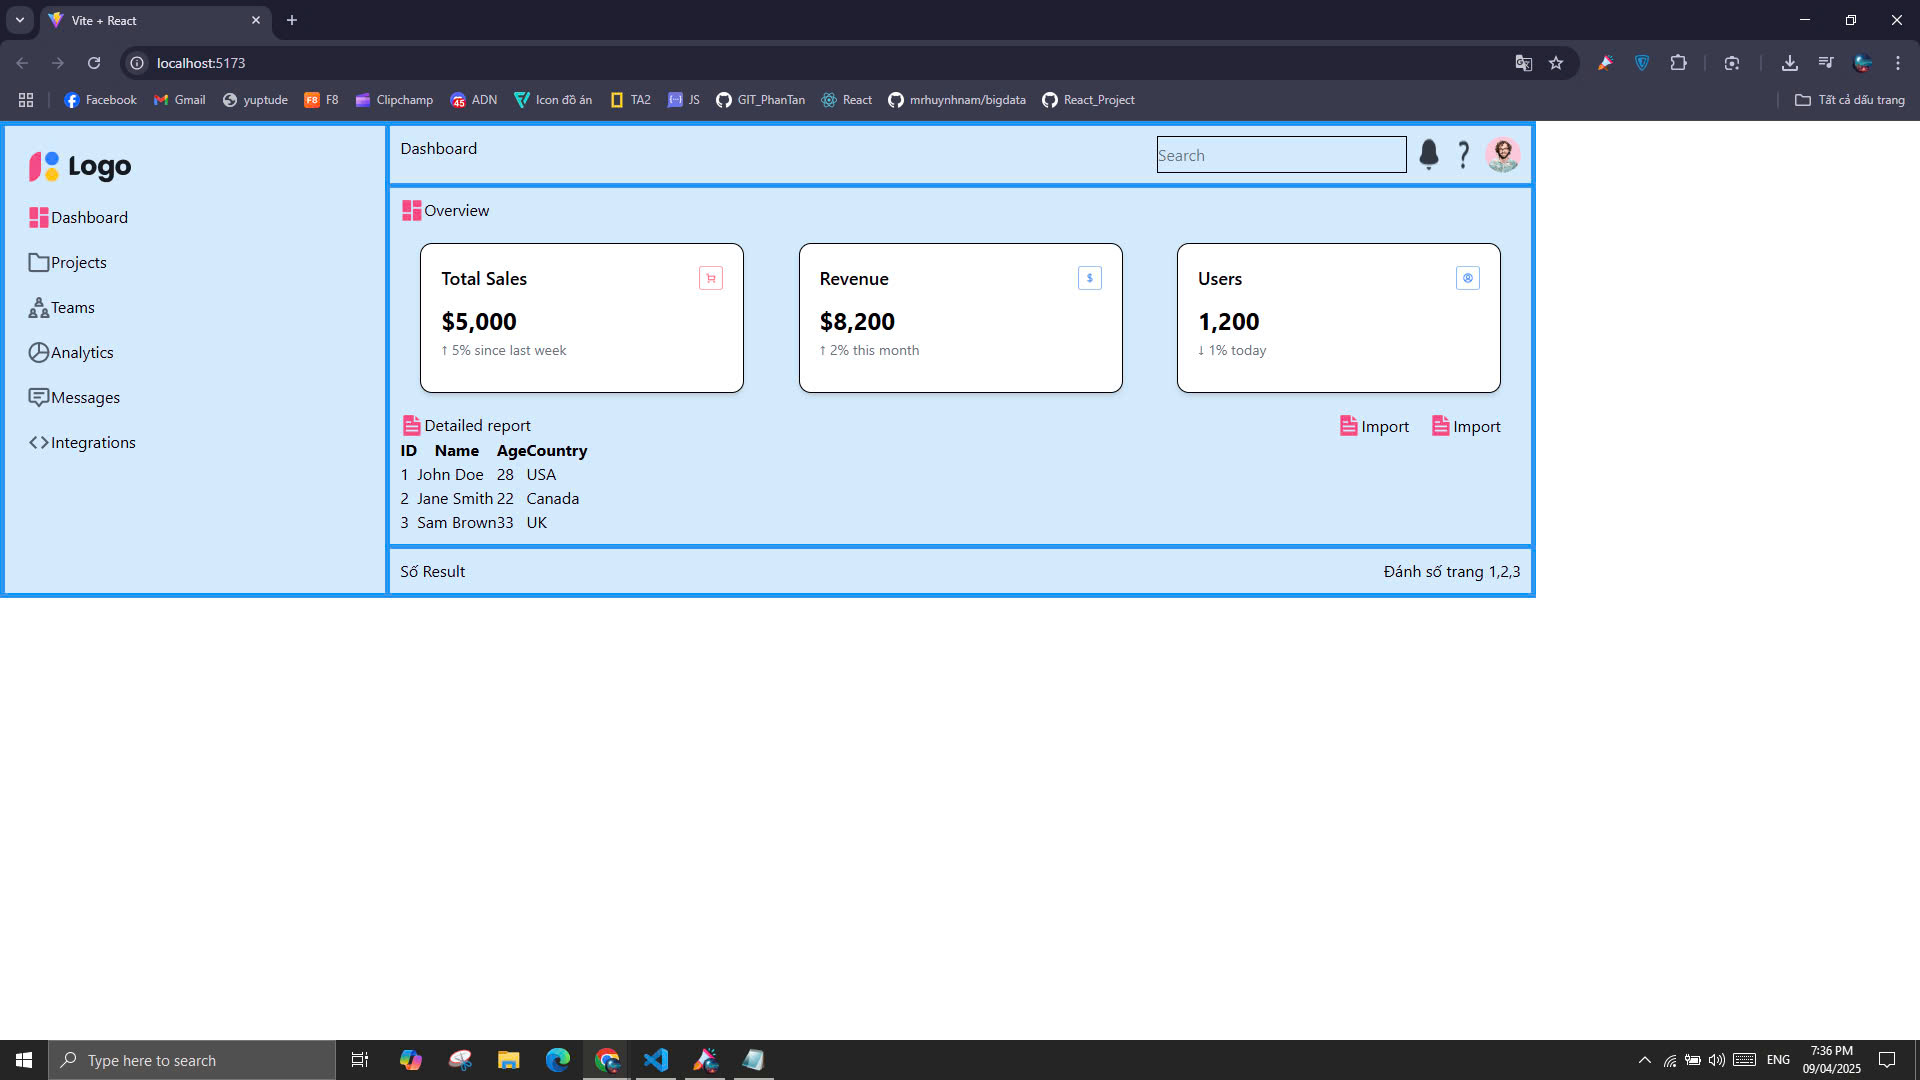 Vite + React
localhost:5173
Facebook
Gmail
yuptude
F8 F8
Clipchamp
45 ADN
Icon đồ án
TA2
JS
GIT_PhanTan
React
mrhuynhnam/bigdata
React_Project
Tất cả dấu trang
Logo
Dashboard
Projects
Teams
Analytics
Messages
Integrations
Dashboard
Search
?
Overview
Total Sales
$5,000
↑ 5% since last week
Revenue
$
$8,200
↑ 2% this month
Users
1,200
↓ 1% today
Detailed report
Import
Import
ID Name Age Country
1 John Doe 28 USA
2 Jane Smith 22 Canada
3 Sam Brown 33 UK
Số Result
Đánh số trang 1,2,3
Type here to search
ENG
7:36 PM
09/04/2025